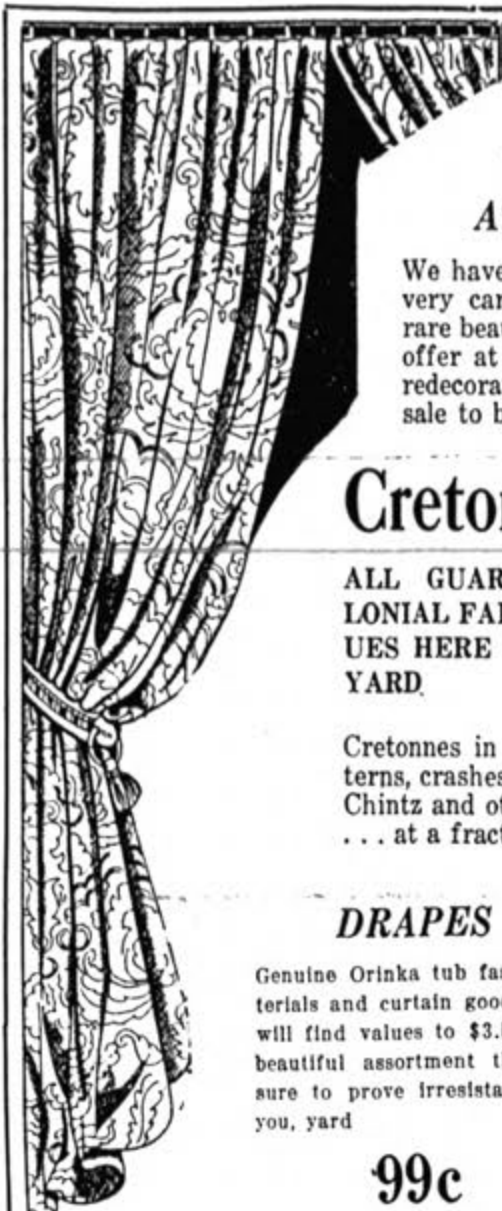 A
We have
very car
rare beau
offer at
redecora
sale to b
Creto
ALL GUAR
LONIAL FA
UES HERE
YARD
Cretonnes in
terns, crashes
Chintz and ot
. . . at a fract
DRAPES
Genuine Orinka tub fas
terials and curtain goo
will find values to $3.
beautiful assortment t
sure to prove irresista
you, yard
99c